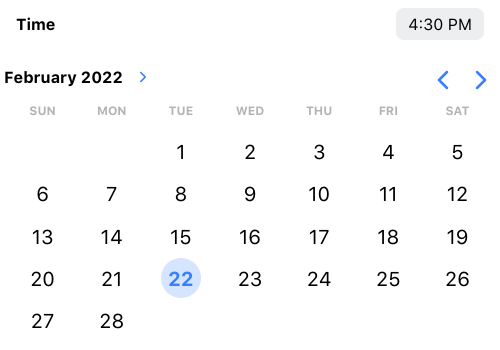 Time 4:30 PM
February 2022
SUN MON TUE WED THU FRI SAT
1 2 3 4 5
6 7 8 9 10 11 12
13 14 15 16 17 18 19
20 21 22 23 24 25 26
27 28